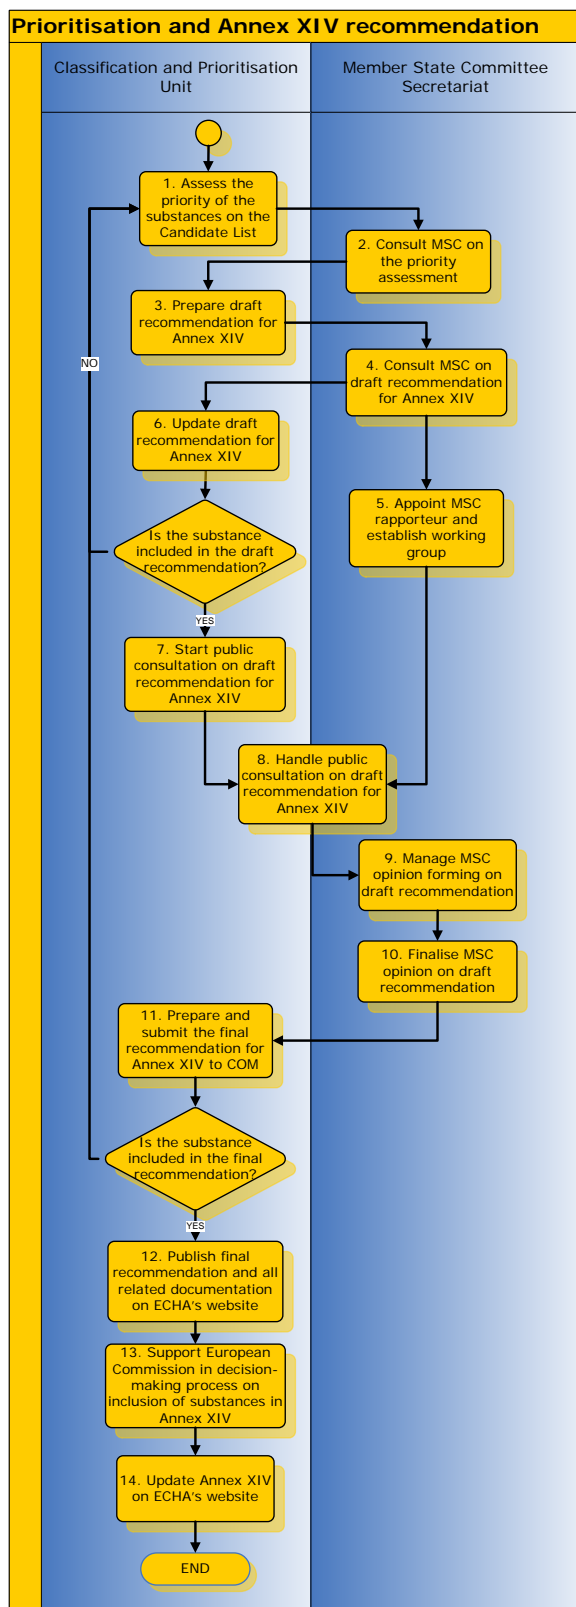 Prioritisation and Annex XIV recommendation
Classification and Prioritisation
Unit
Member State Committee
Secretariat
1. Assess the
priority of the
substances on the
Candidate List
2. Consult MSC on
the priority
assessment
3. Prepare draft
recommendation for
Annex XIV
NO
4. Consult MSC on
draft recommendation
for Annex XIV
6. Update draft
recommendation for
Annex XIV
5. Appoint MSC
rapporteur and
establish working
group
Is the substance
included in the draft
recommendation?
YES
7. Start public
consultation on draft
recommendation for
Annex XIV
8. Handle public
consultation on draft
recommendation for
Annex XIV
9. Manage MSC
opinion forming on
draft recommendation
10. Finalise MSC
opinion on draft
recommendation
11. Prepare and
submit the final
recommendation for
Annex XIV to COM
Is the substance
included in the final
recommendation?
YES
12. Publish final
recommendation and all
related documentation
on ECHA's website
13. Support European
Commission in decision-
making process on
inclusion of substances in
Annex XIV
14. Update Annex XIV
on ECHA's website
END